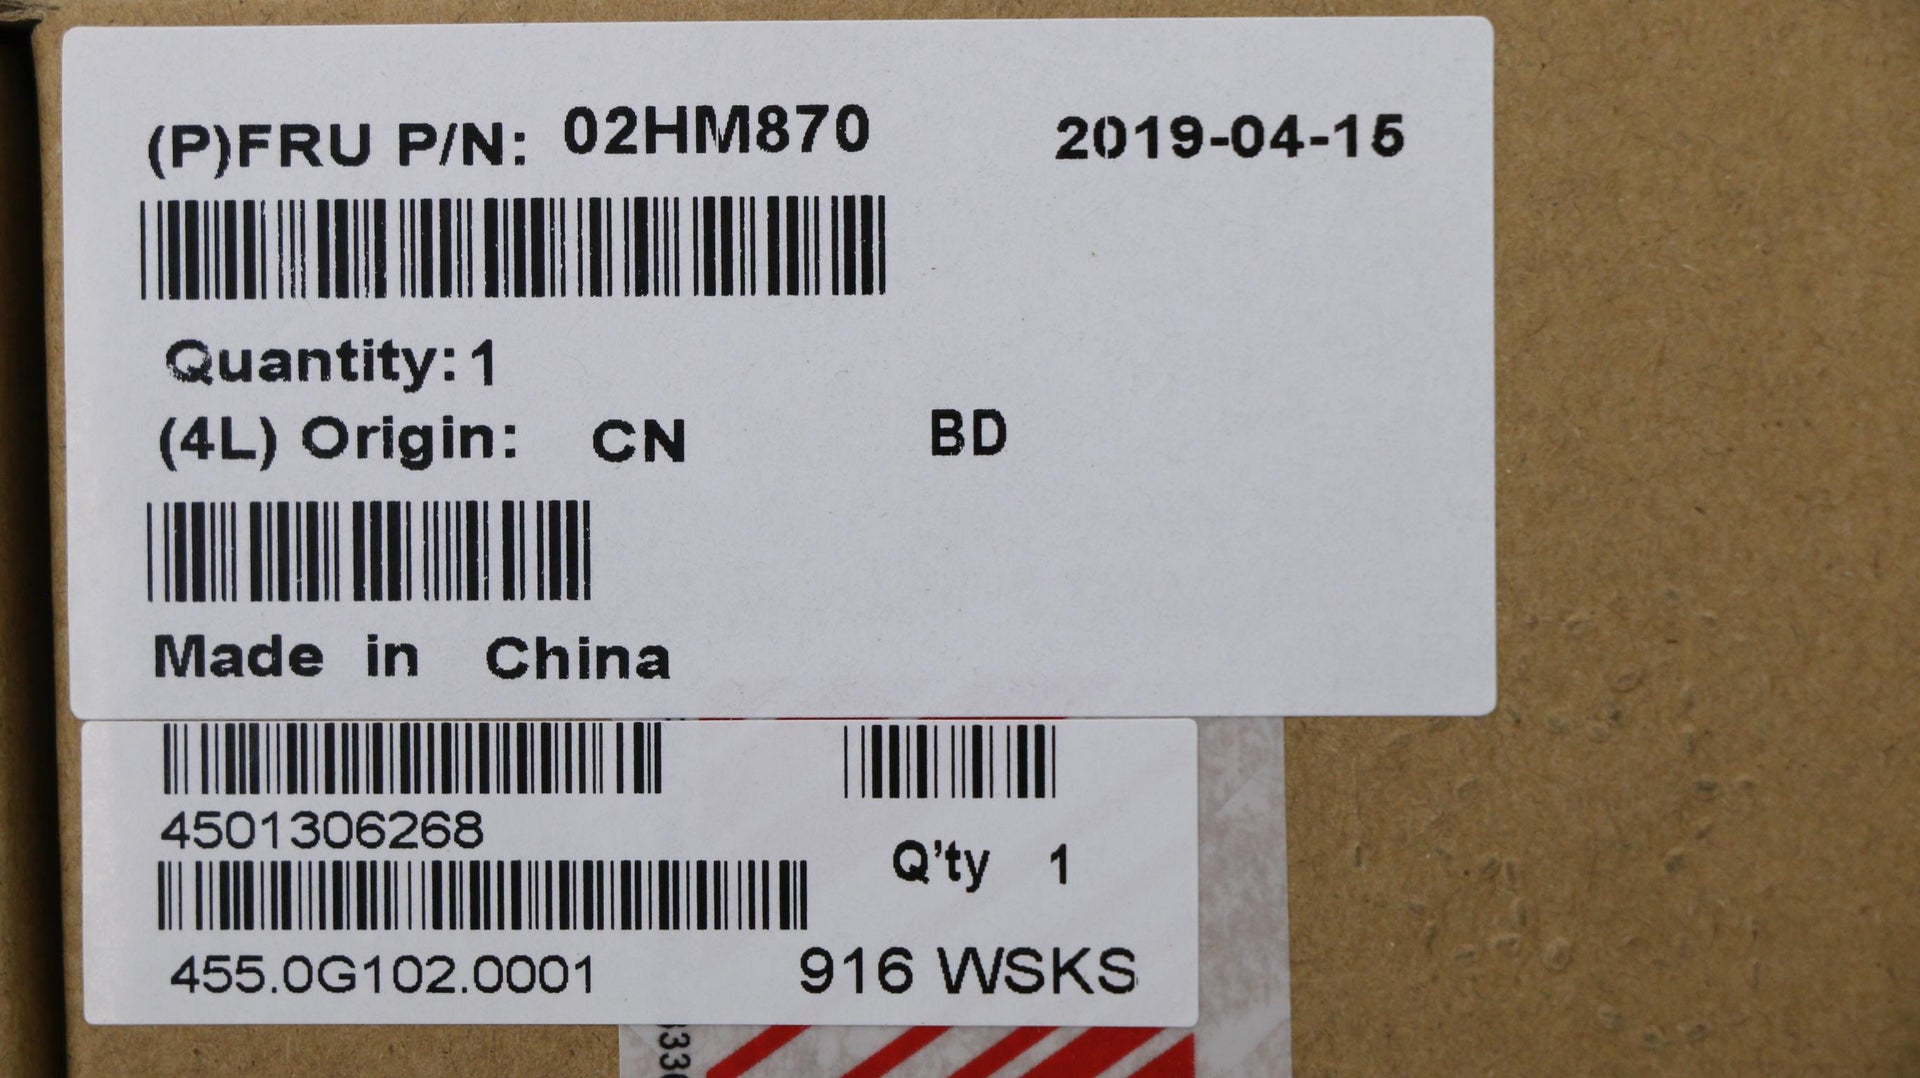 (P)FRU P/N: 02HM870 2019-04-15
Quantity:1
(4L) Origin: CN BD
Made in China
4501306268
Q'ty 1
455.0G102.0001 916 WSKS